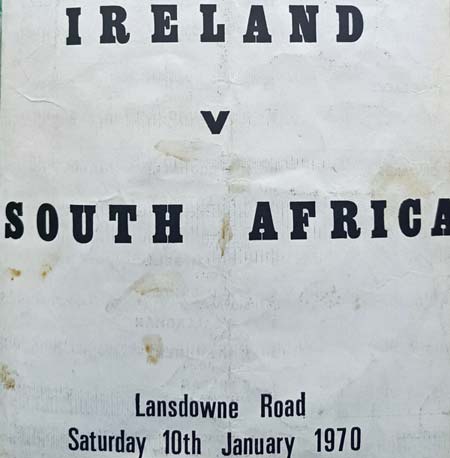 IRELAND
V
SOUTH AFRICA
Lansdowne Road
Saturday 10th January 1970